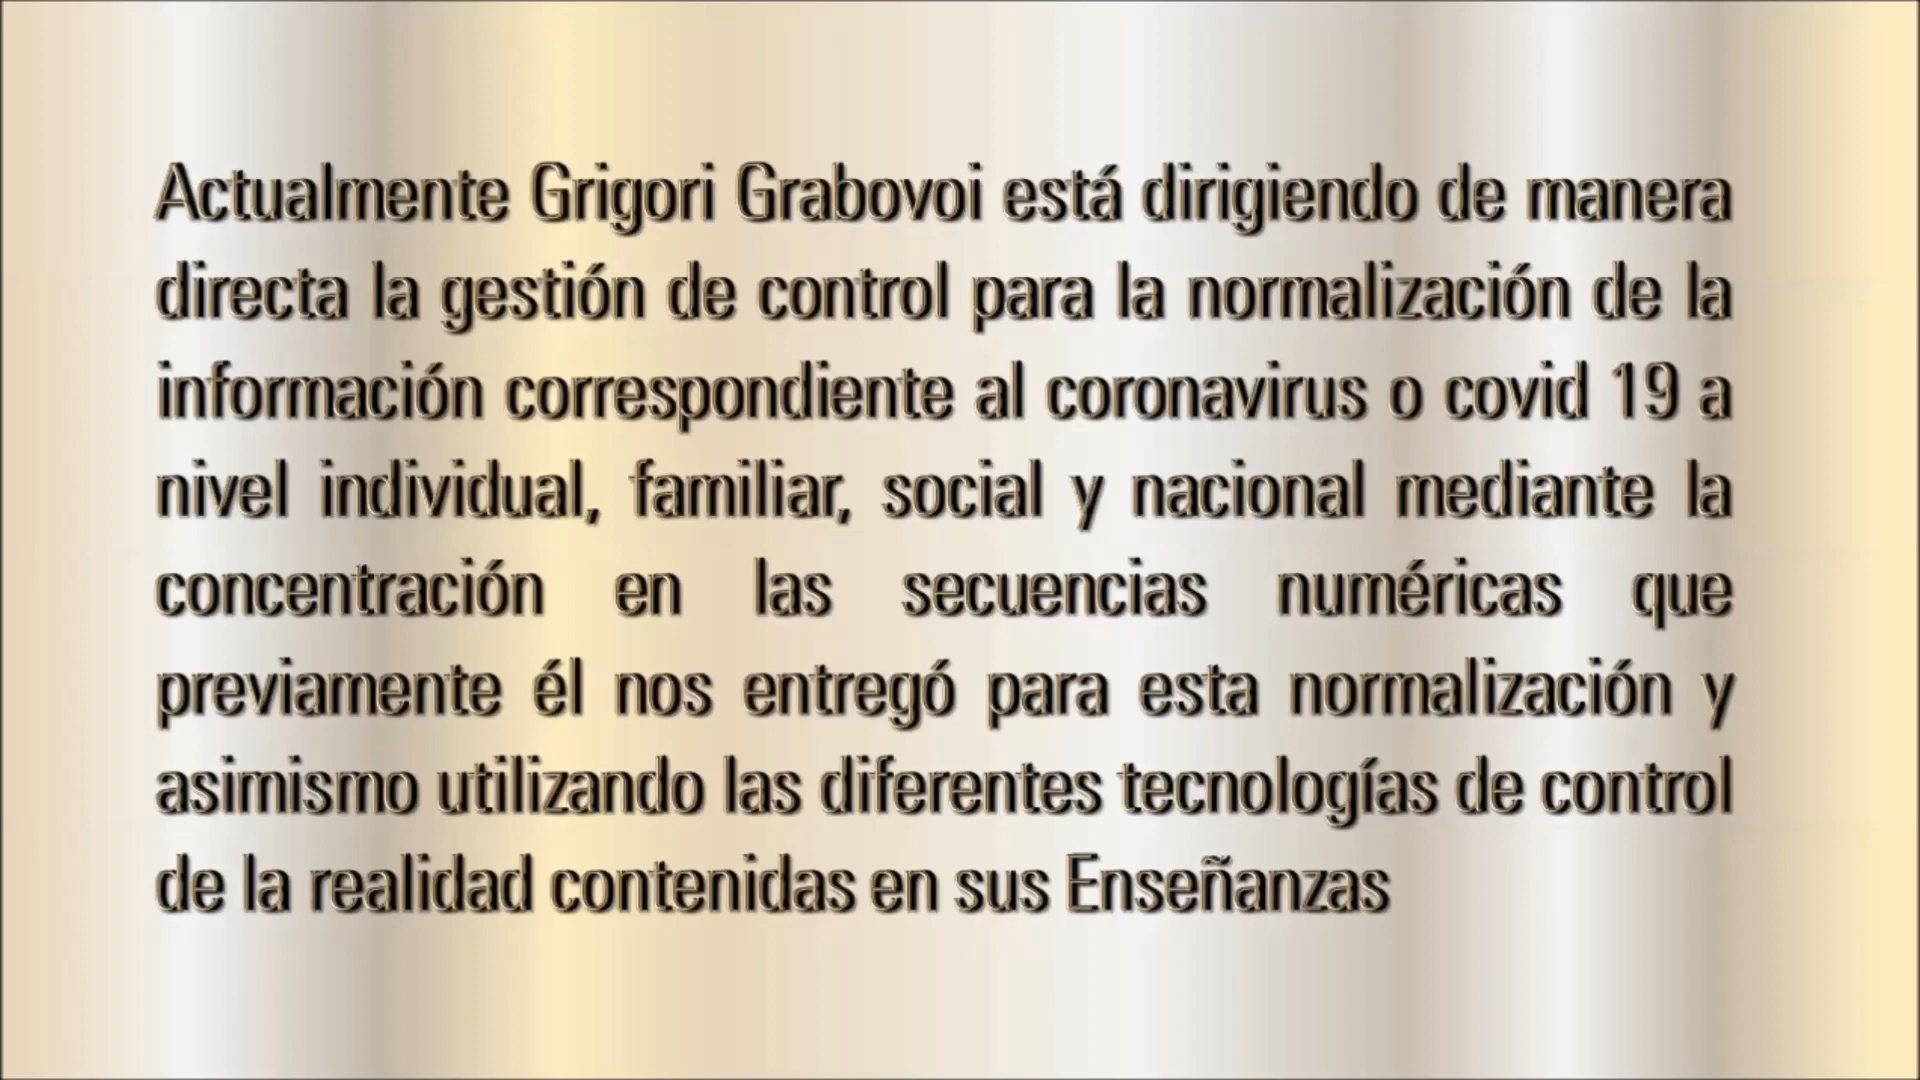 Actualmente Grigori Grabovoi está dirigiendo de manera
directa la gestión de control para la normalización de la
información correspondiente al coronavirus o covid 19 a
nivel individual, familiar, social y nacional mediante la
concentración en las secuencias numéricas que
previamente él nos entregó para esta normalización y
asimismo utilizando las diferentes tecnologías de control
de la realidad contenidas en sus Enseñanzas